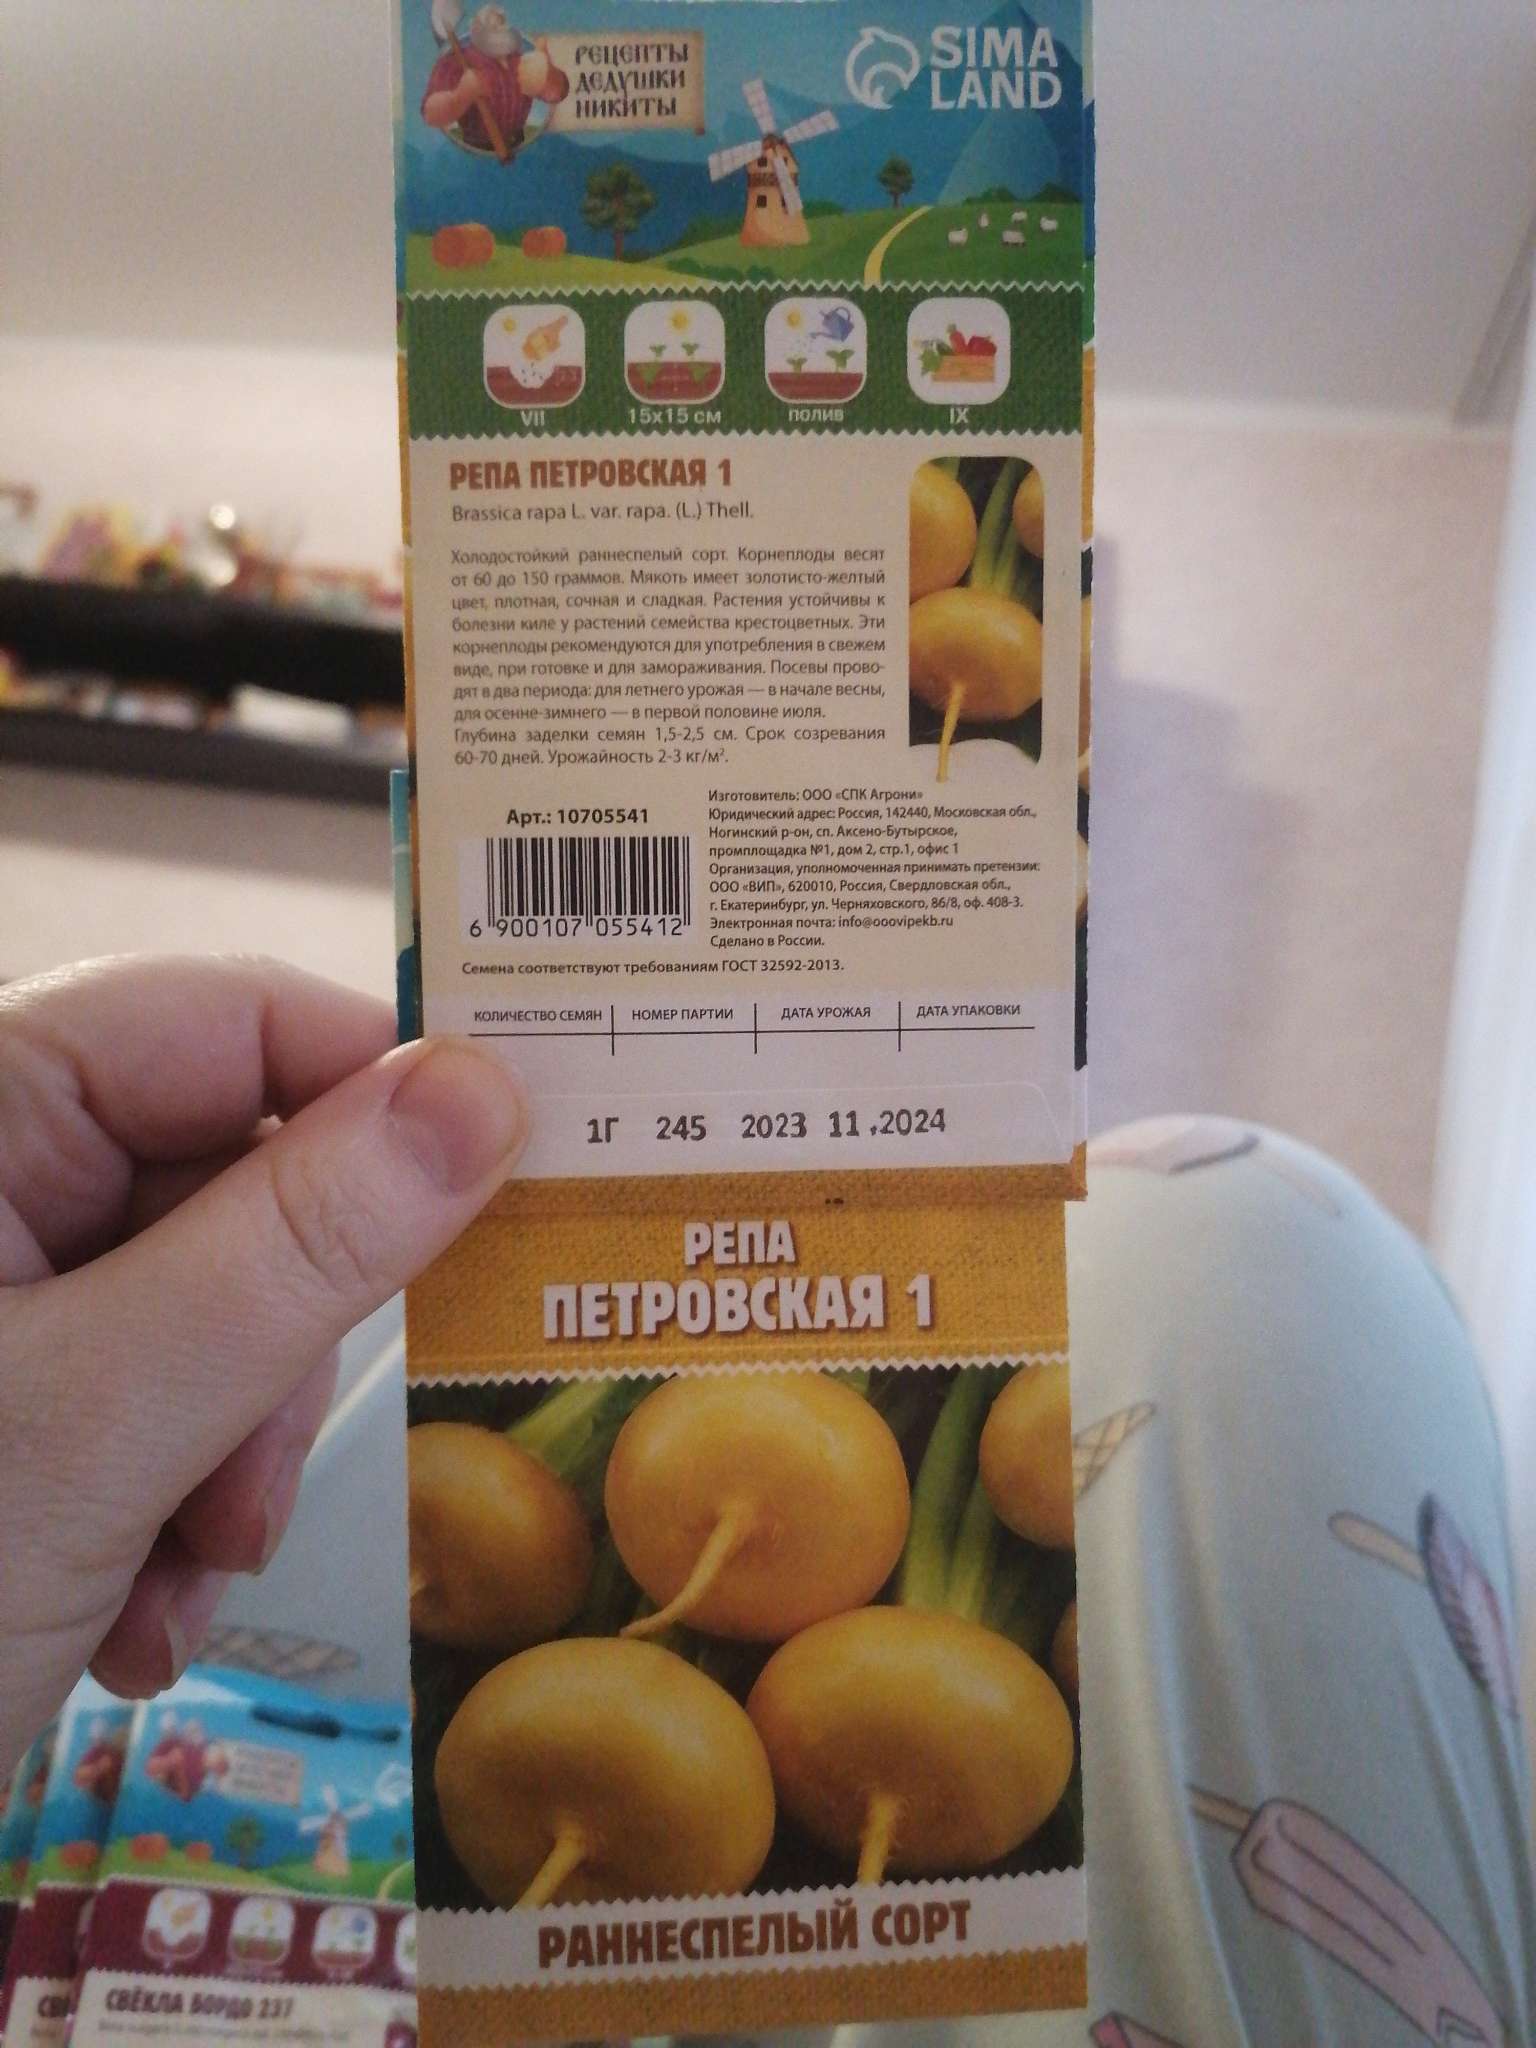 РЕЦЕПТЫ
ДЕДУШКИ
НИКИТЫ
SIMA
LAND
VII
15х15 см
полив
IX
РЕПА ПЕТРОВСКАЯ 1
Brassica rapa L. var. rapa. (L.) Thell.
Холодостойкий раннеспелый сорт. Корнеплоды весят
от 60 до 150 граммов. Мякоть имеет золотисто-желтый
цвет, плотная, сочная и сладкая. Растения устойчивы к
болезни киле у растений семейства крестоцветных. Эти
корнеплоды рекомендуются для употребления в свежем
виде, при готовке и для замораживания. Посевы прово-
дят в два периода: для летнего урожая — в начале весны,
для осенне-зимнего — в первой половине июля.
Глубина заделки семян 1,5-2,5 см. Срок созревания
60-70 дней. Урожайность 2-3 кг/м².
Арт.: 10705541
6 900107 055412
Изготовитель: ООО «СПК Агрони»
Юридический адрес: Россия, 142440, Московская обл.,
Ногинский р-он, сп. Аксено-Бутырское,
промплощадка №1, дом 2, стр.1, офис 1
Организация, уполномоченная принимать претензии:
ООО «ВИП», 620010, Россия, Свердловская обл.,
г. Екатеринбург, ул. Черняховского, 86/8, оф. 408-3.
Электронная почта: info@ooovipekb.ru
Сделано в России.
Семена соответствуют требованиям ГОСТ 32592-2013.
КОЛИЧЕСТВО СЕМЯН НОМЕР ПАРТИИ ДАТА УРОЖАЯ ДАТА УПАКОВКИ
1Г 245 2023 11.2024
РЕПА
ПЕТРОВСКАЯ 1
РАННЕСПЕЛЫЙ СОРТ
СВЁКЛА БОРДО 237